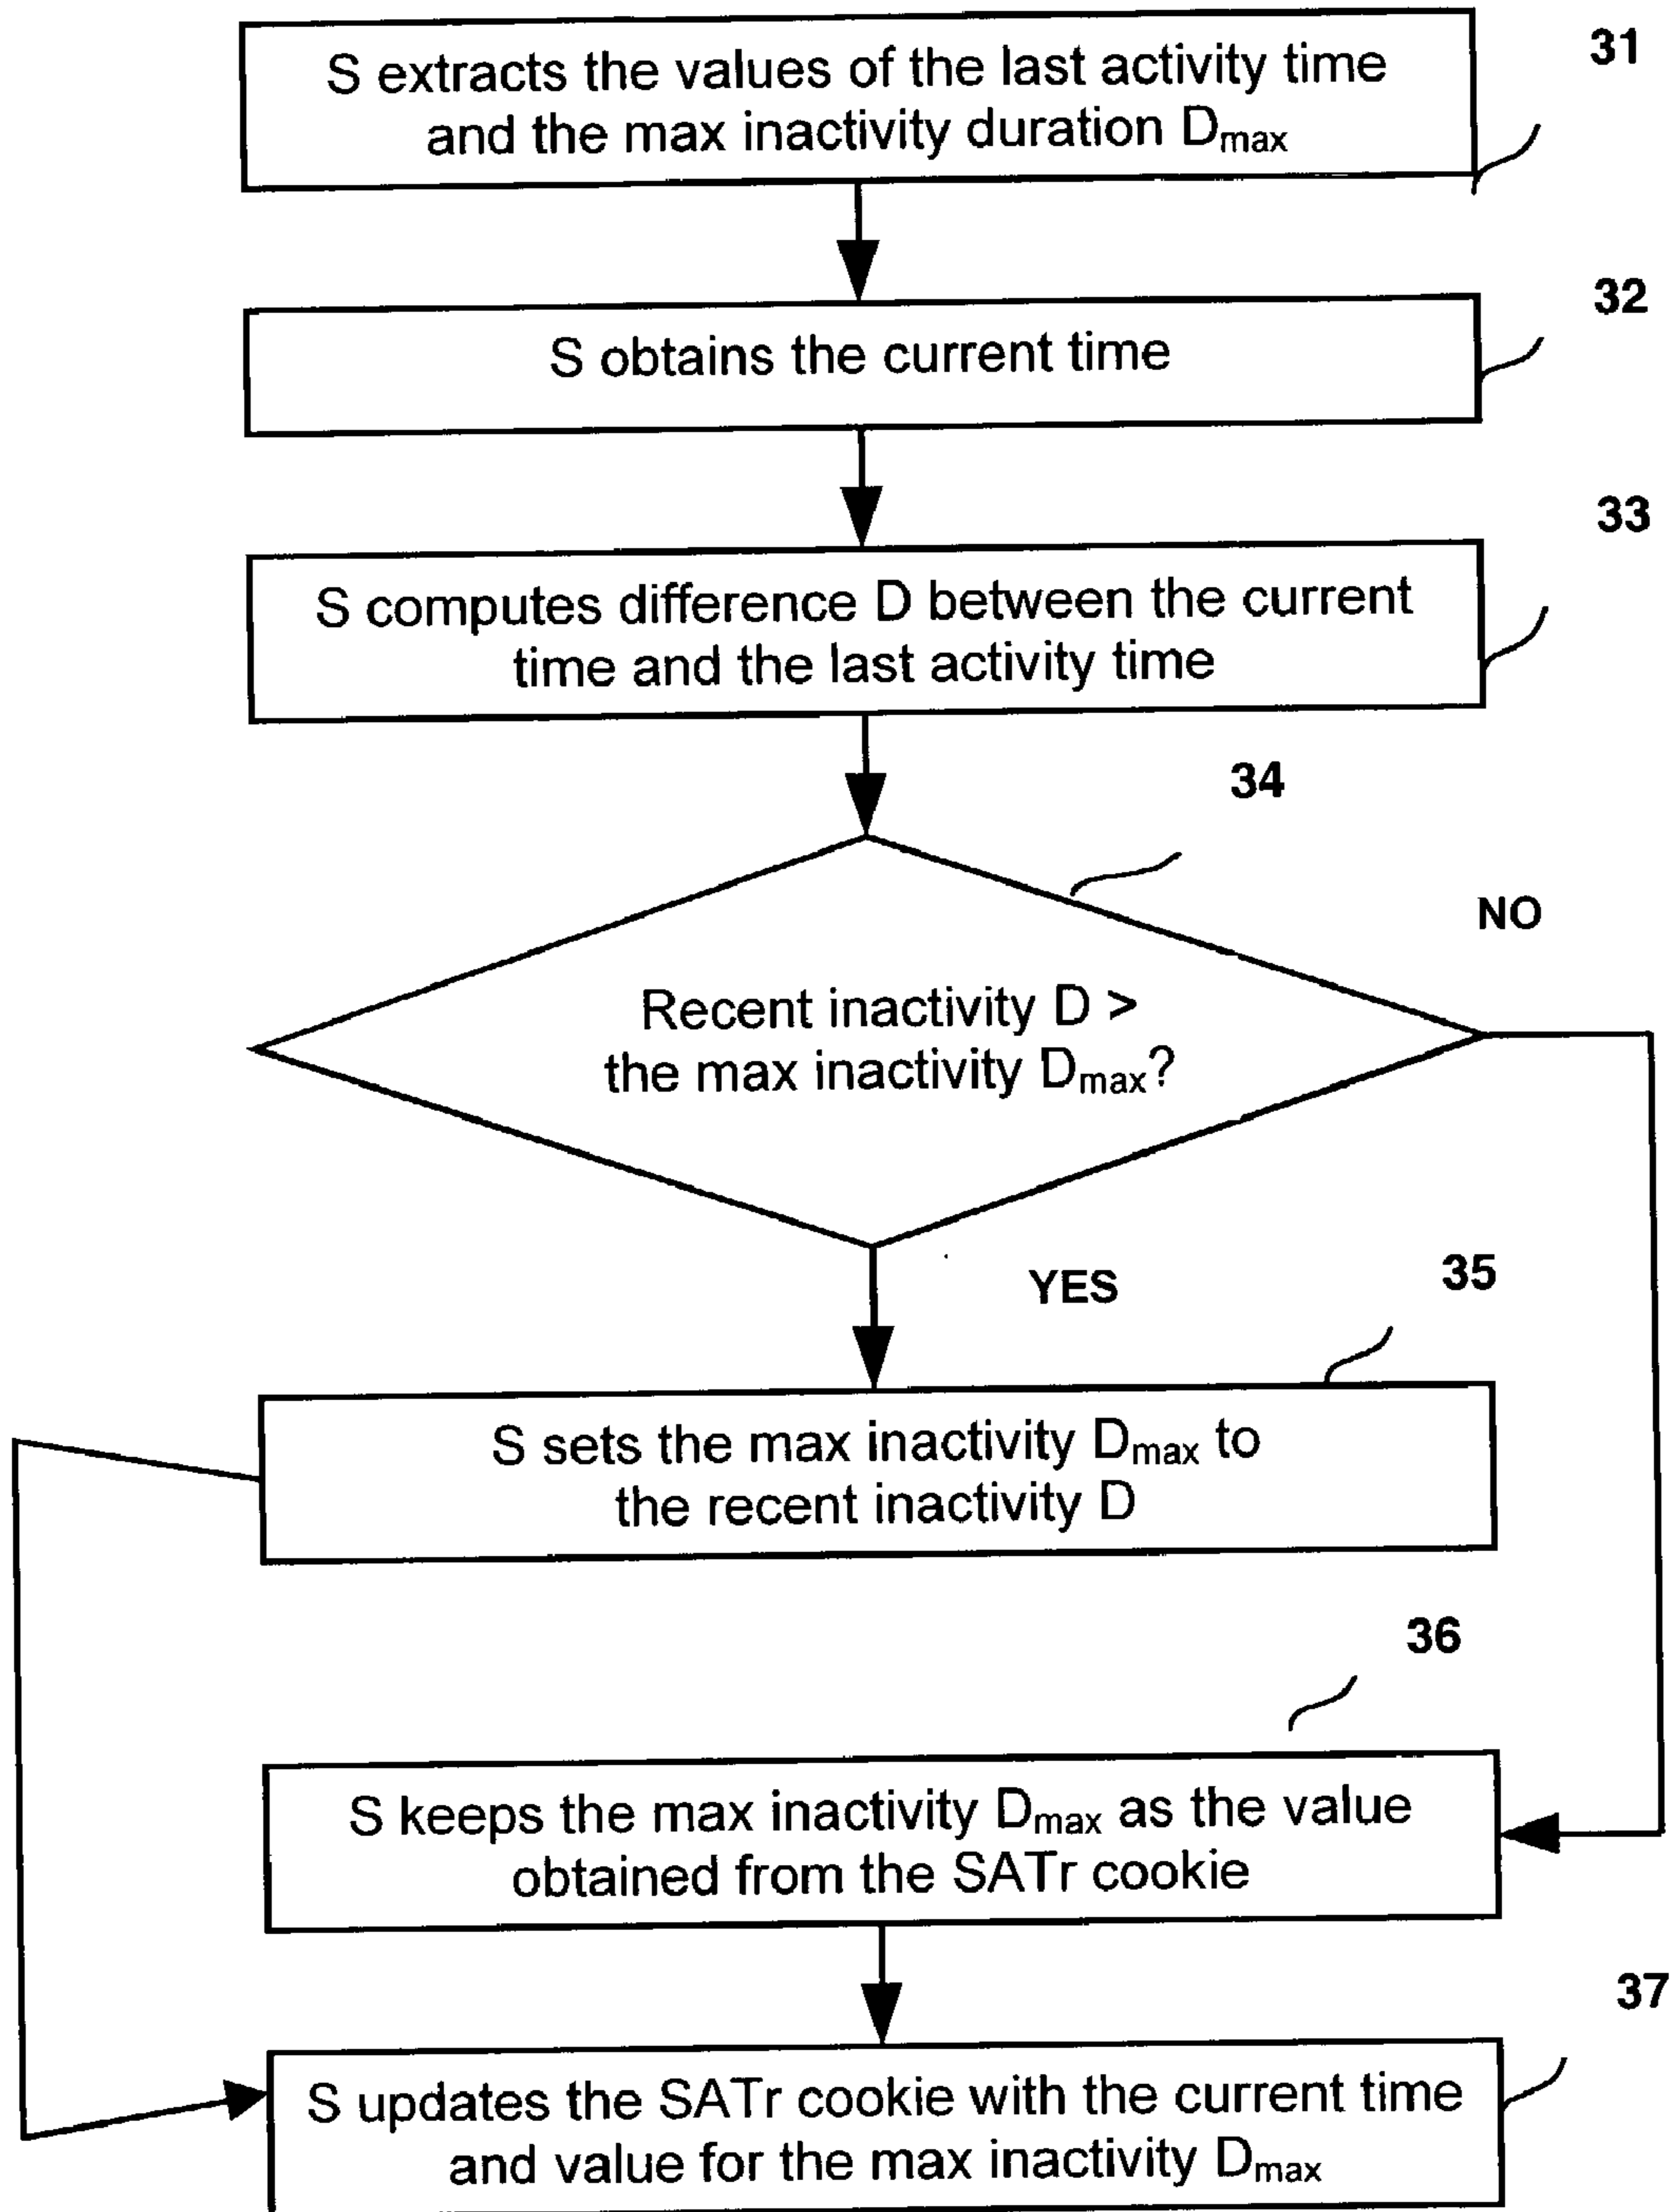 31
S extracts the values of the last activity time
and the max inactivity duration Dmax
32
S obtains the current time
33
S computes difference D between the current
time and the last activity time
34
NO
Recent inactivity D >
the max inactivity Dmax?
YES
35
S sets the max inactivity Dmax to
the recent inactivity D
36
S keeps the max inactivity Dmax as the value
obtained from the SATr cookie
37
S updates the SATr cookie with the current time
and value for the max inactivity Dmax